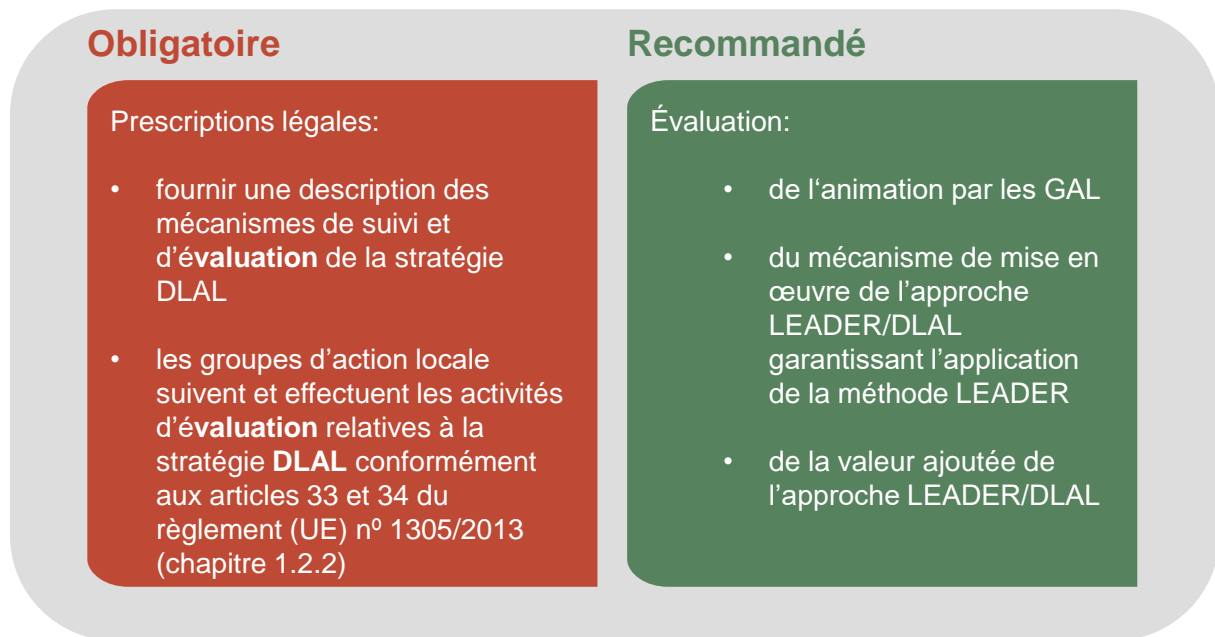 Obligatoire
Prescriptions légales:
• fournir une description des
mécanismes de suivi et
d'évaluation de la stratégie
DLAL
• les groupes d'action locale
suivent et effectuent les activités
d'évaluation relatives à la
stratégie DLAL conformément
aux articles 33 et 34 du
règlement (UE) nº 1305/2013
(chapitre 1.2.2)
Recommandé
Évaluation:
• de l‘animation par les GAL
• du mécanisme de mise en
œuvre de l'approche
LEADER/DLAL
garantissant l'application
de la méthode LEADER
• de la valeur ajoutée de
l'approche LEADER/DLAL